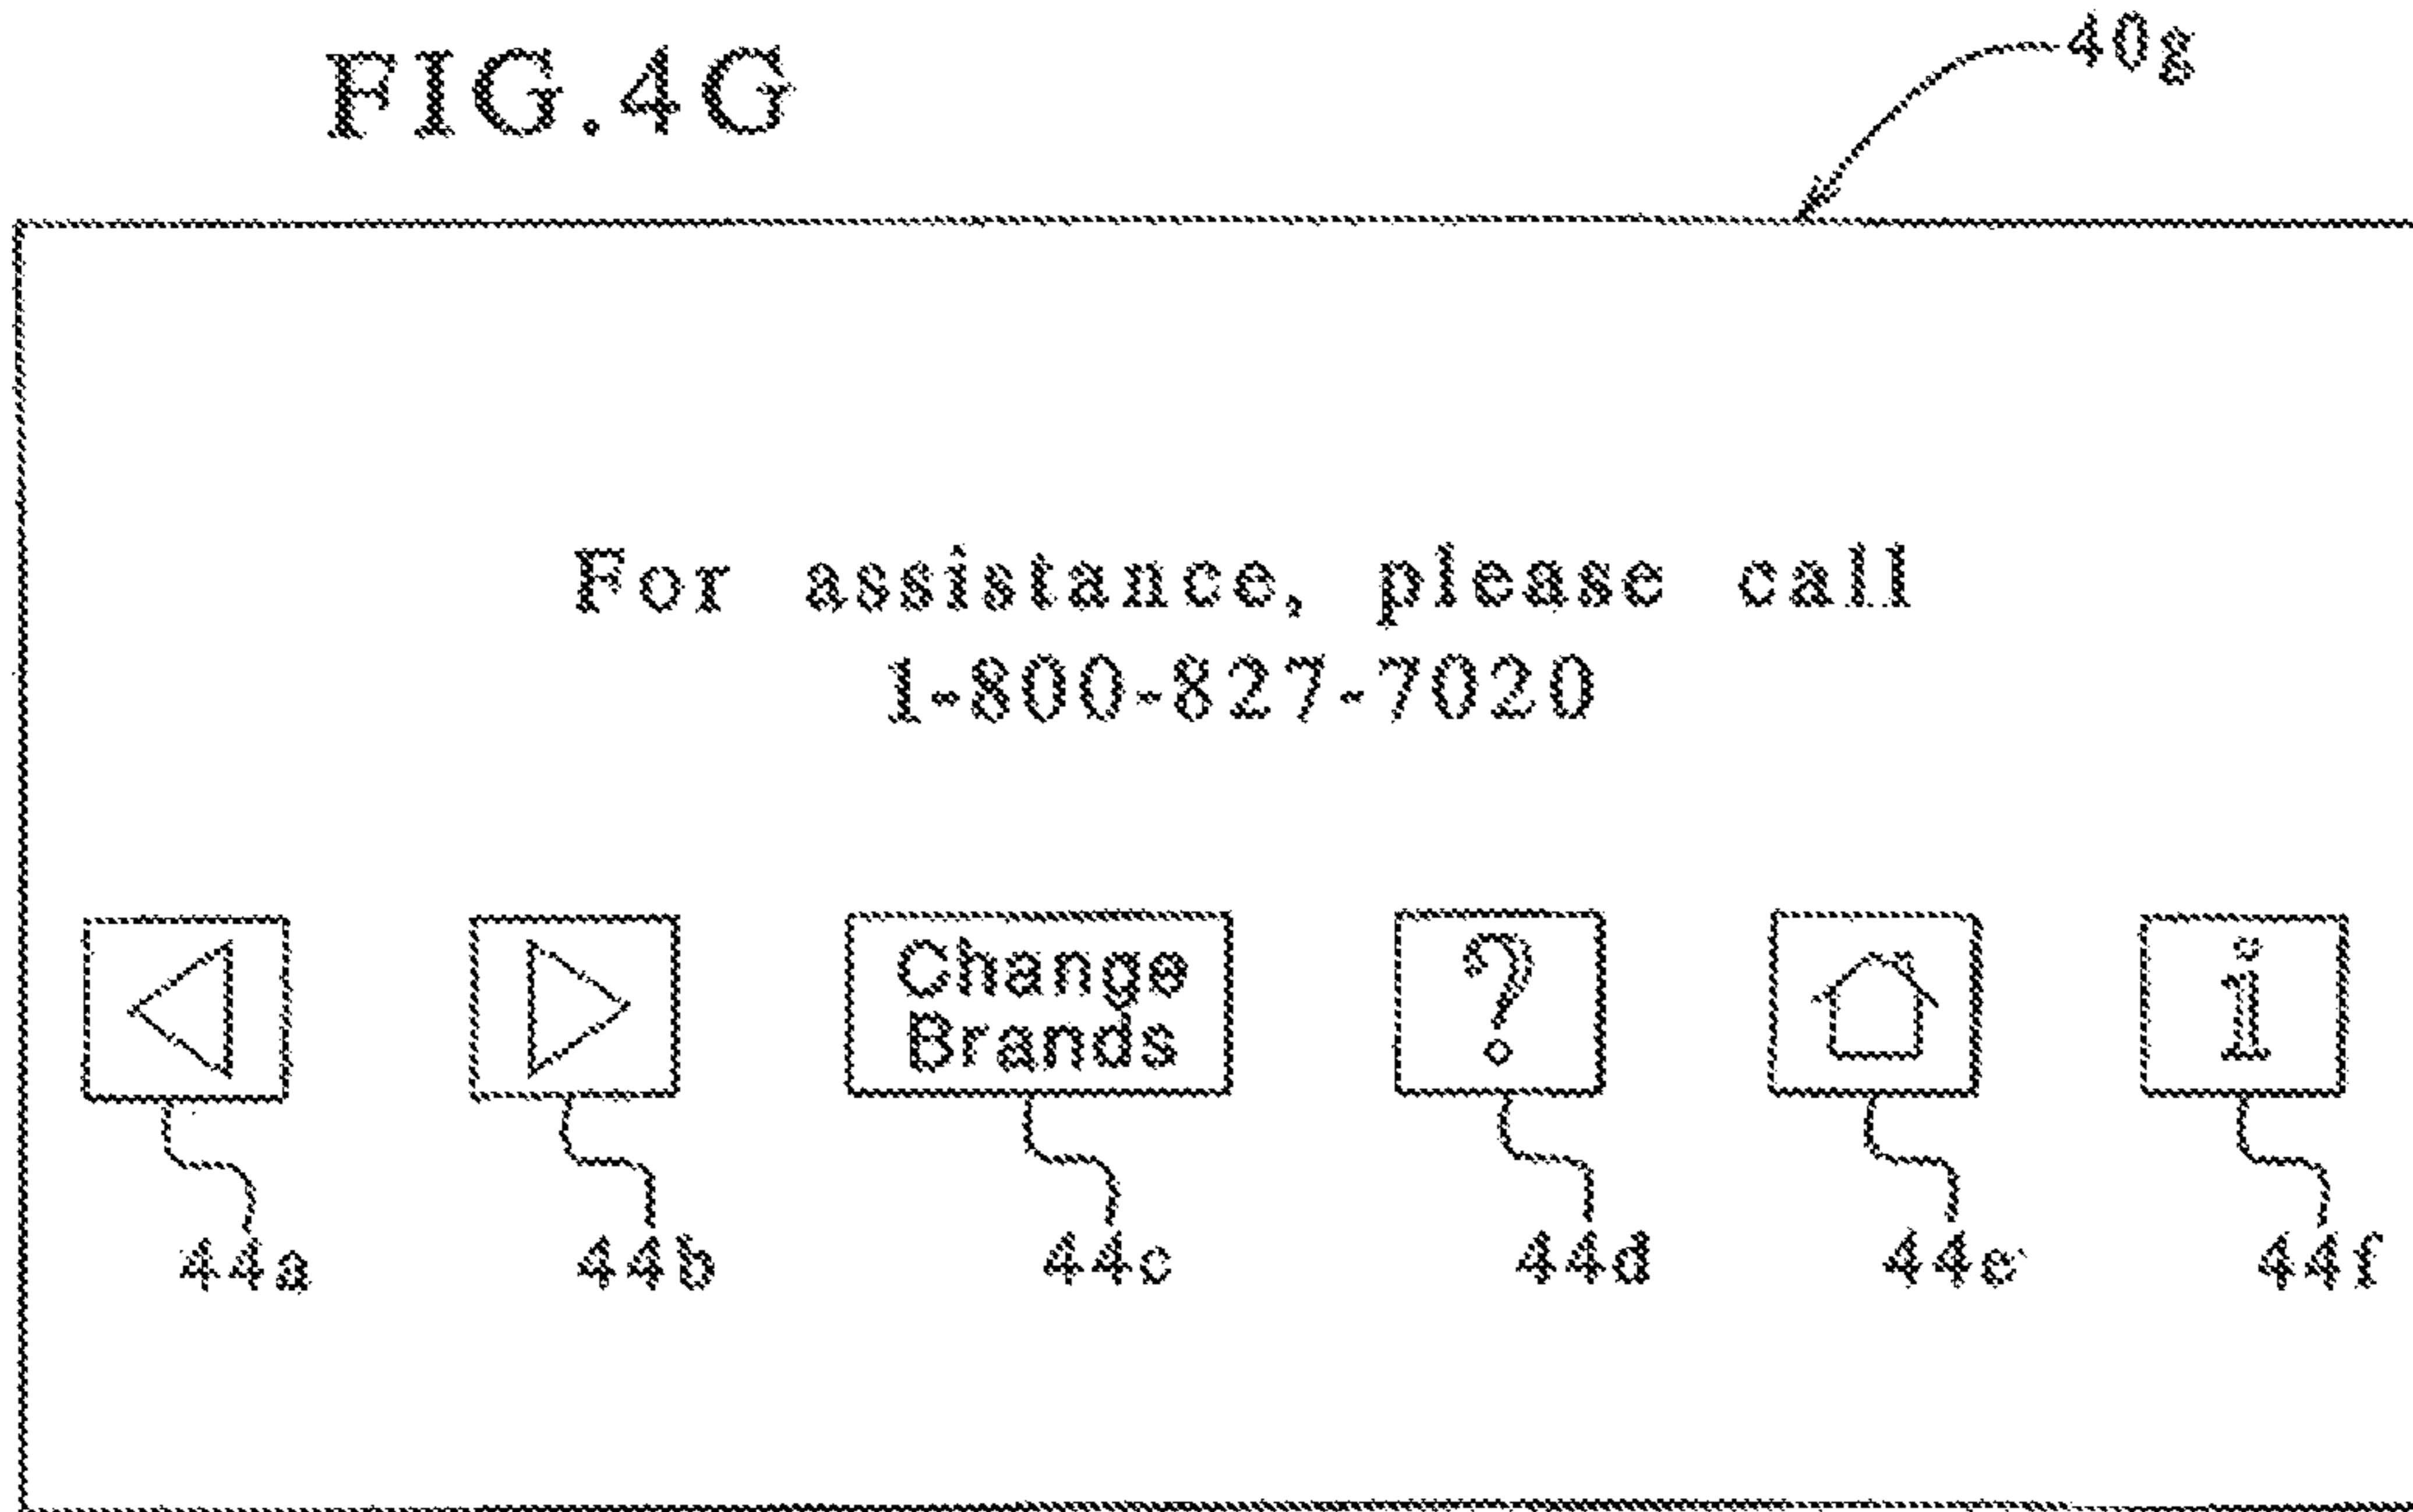 FIG.4G
40g
For assistance, please call
1-800-827-7020
Change
Brands
?
i
44a 44b 44c 44d 44e 44f